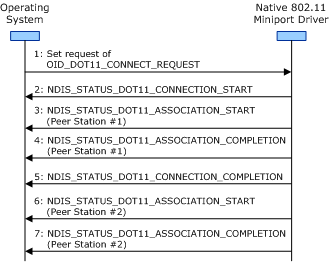 Operating
System
Native 802.11
Miniport Driver
1: Set request of
OID_DOT11_CONNECT_REQUEST
2: NDIS_STATUS_DOT11_CONNECTION_START
3: NDIS_STATUS_DOT11_ASSOCIATION_START
(Peer Station #1)
4: NDIS_STATUS_DOT11_ASSOCIATION_COMPLETION
(Peer Station #1)
5: NDIS_STATUS_DOT11_CONNECTION_COMPLETION
6: NDIS_STATUS_DOT11_ASSOCIATION_START
(Peer Station #2)
7: NDIS_STATUS_DOT11_ASSOCIATION_COMPLETION
(Peer Station #2)